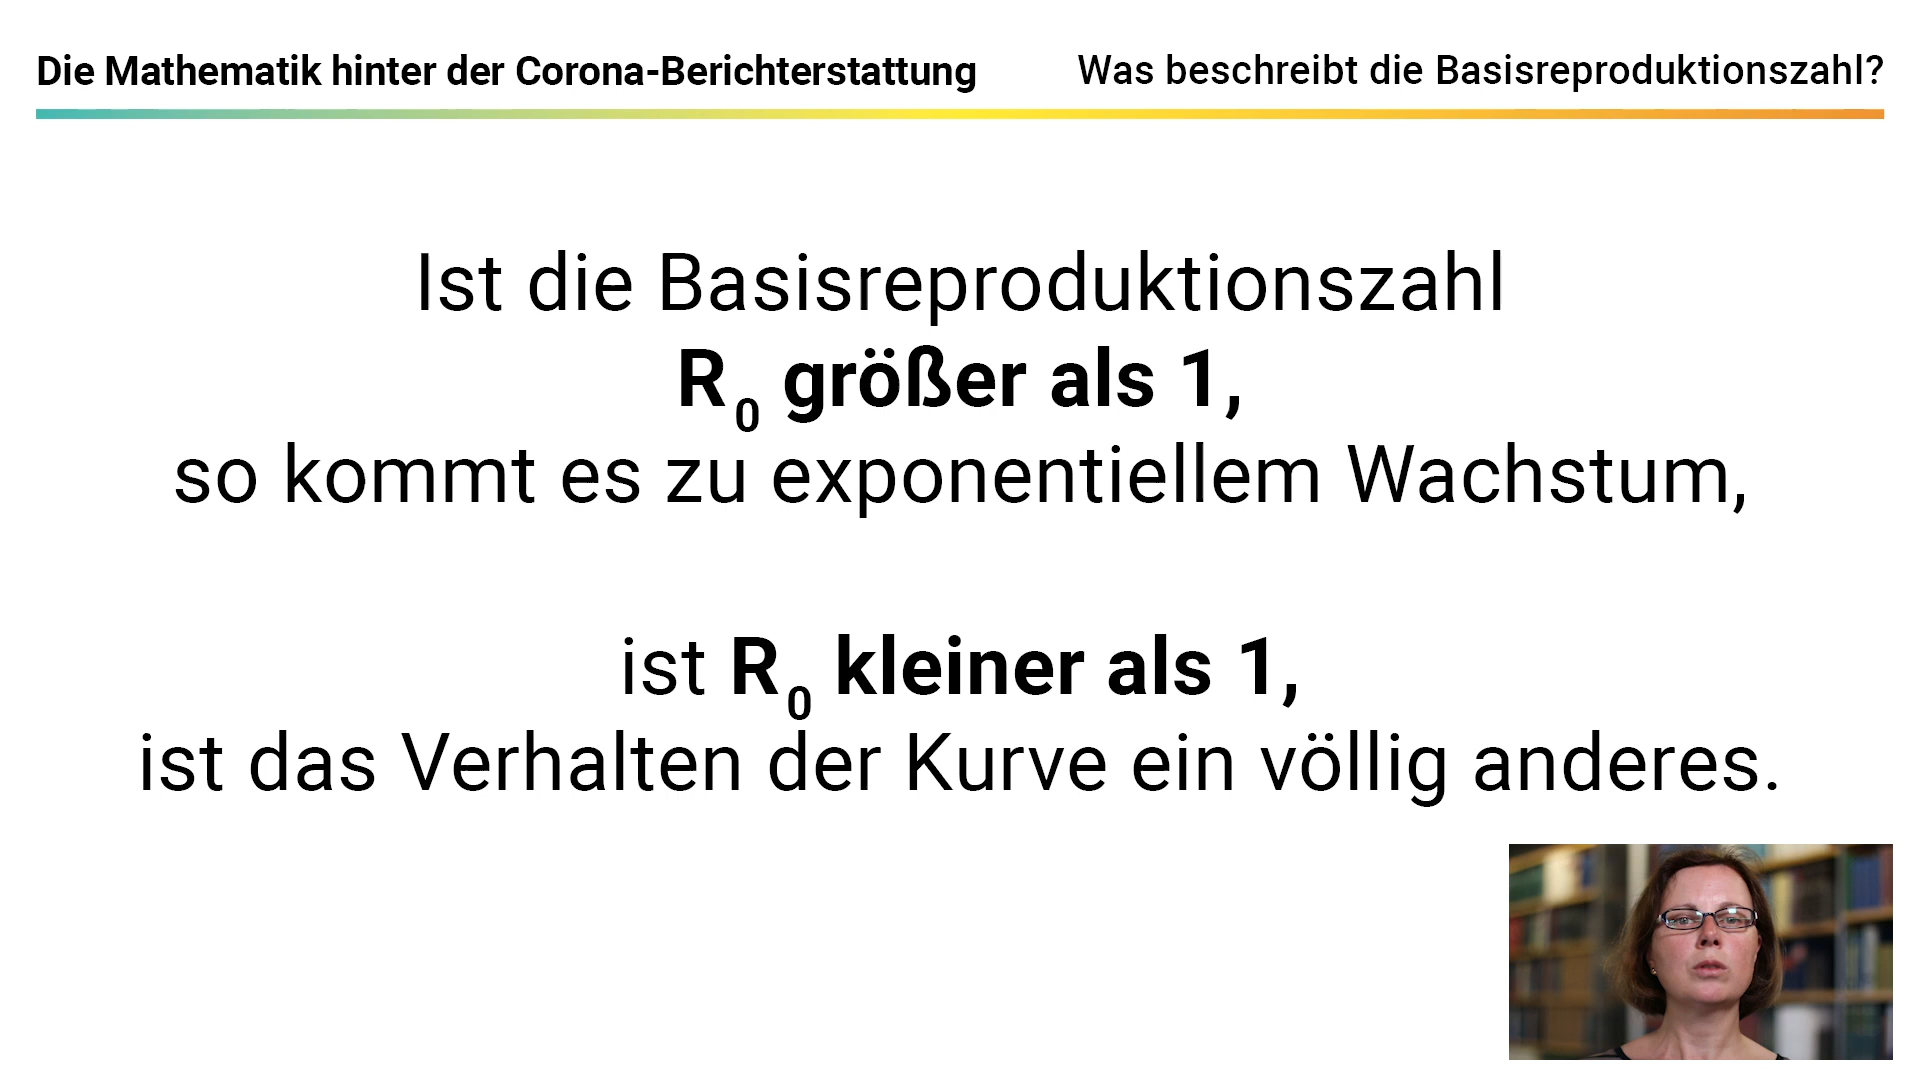 Die Mathematik hinter der Corona-Berichterstattung
Was beschreibt die Basisreproduktionszahl?
Ist die Basisreproduktionszahl
R₀ größer als 1,
so kommt es zu exponentiellem Wachstum,
ist R₀ kleiner als 1,
ist das Verhalten der Kurve ein völlig anderes.